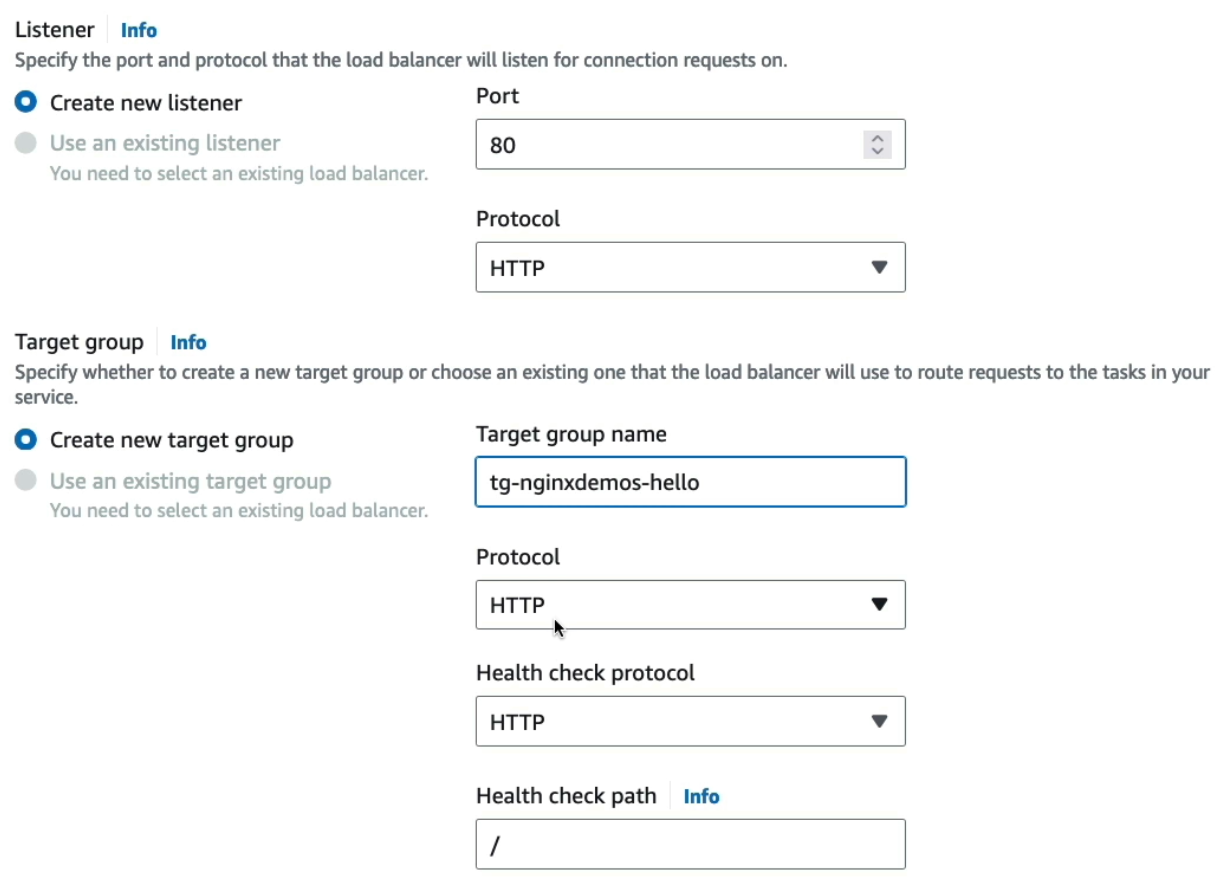 Listener Info
Specify the port and protocol that the load balancer will listen for connection requests on.
Create new listener
Use an existing listener
You need to select an existing load balancer.
Port
80
Protocol
HTTP
Target group Info
Specify whether to create a new target group or choose an existing one that the load balancer will use to route requests to the tasks in your
service.
Create new target group
Use an existing target group
You need to select an existing load balancer.
Target group name
tg-nginxdemos-hello
Protocol
HTTP
Health check protocol
HTTP
Health check path Info
/